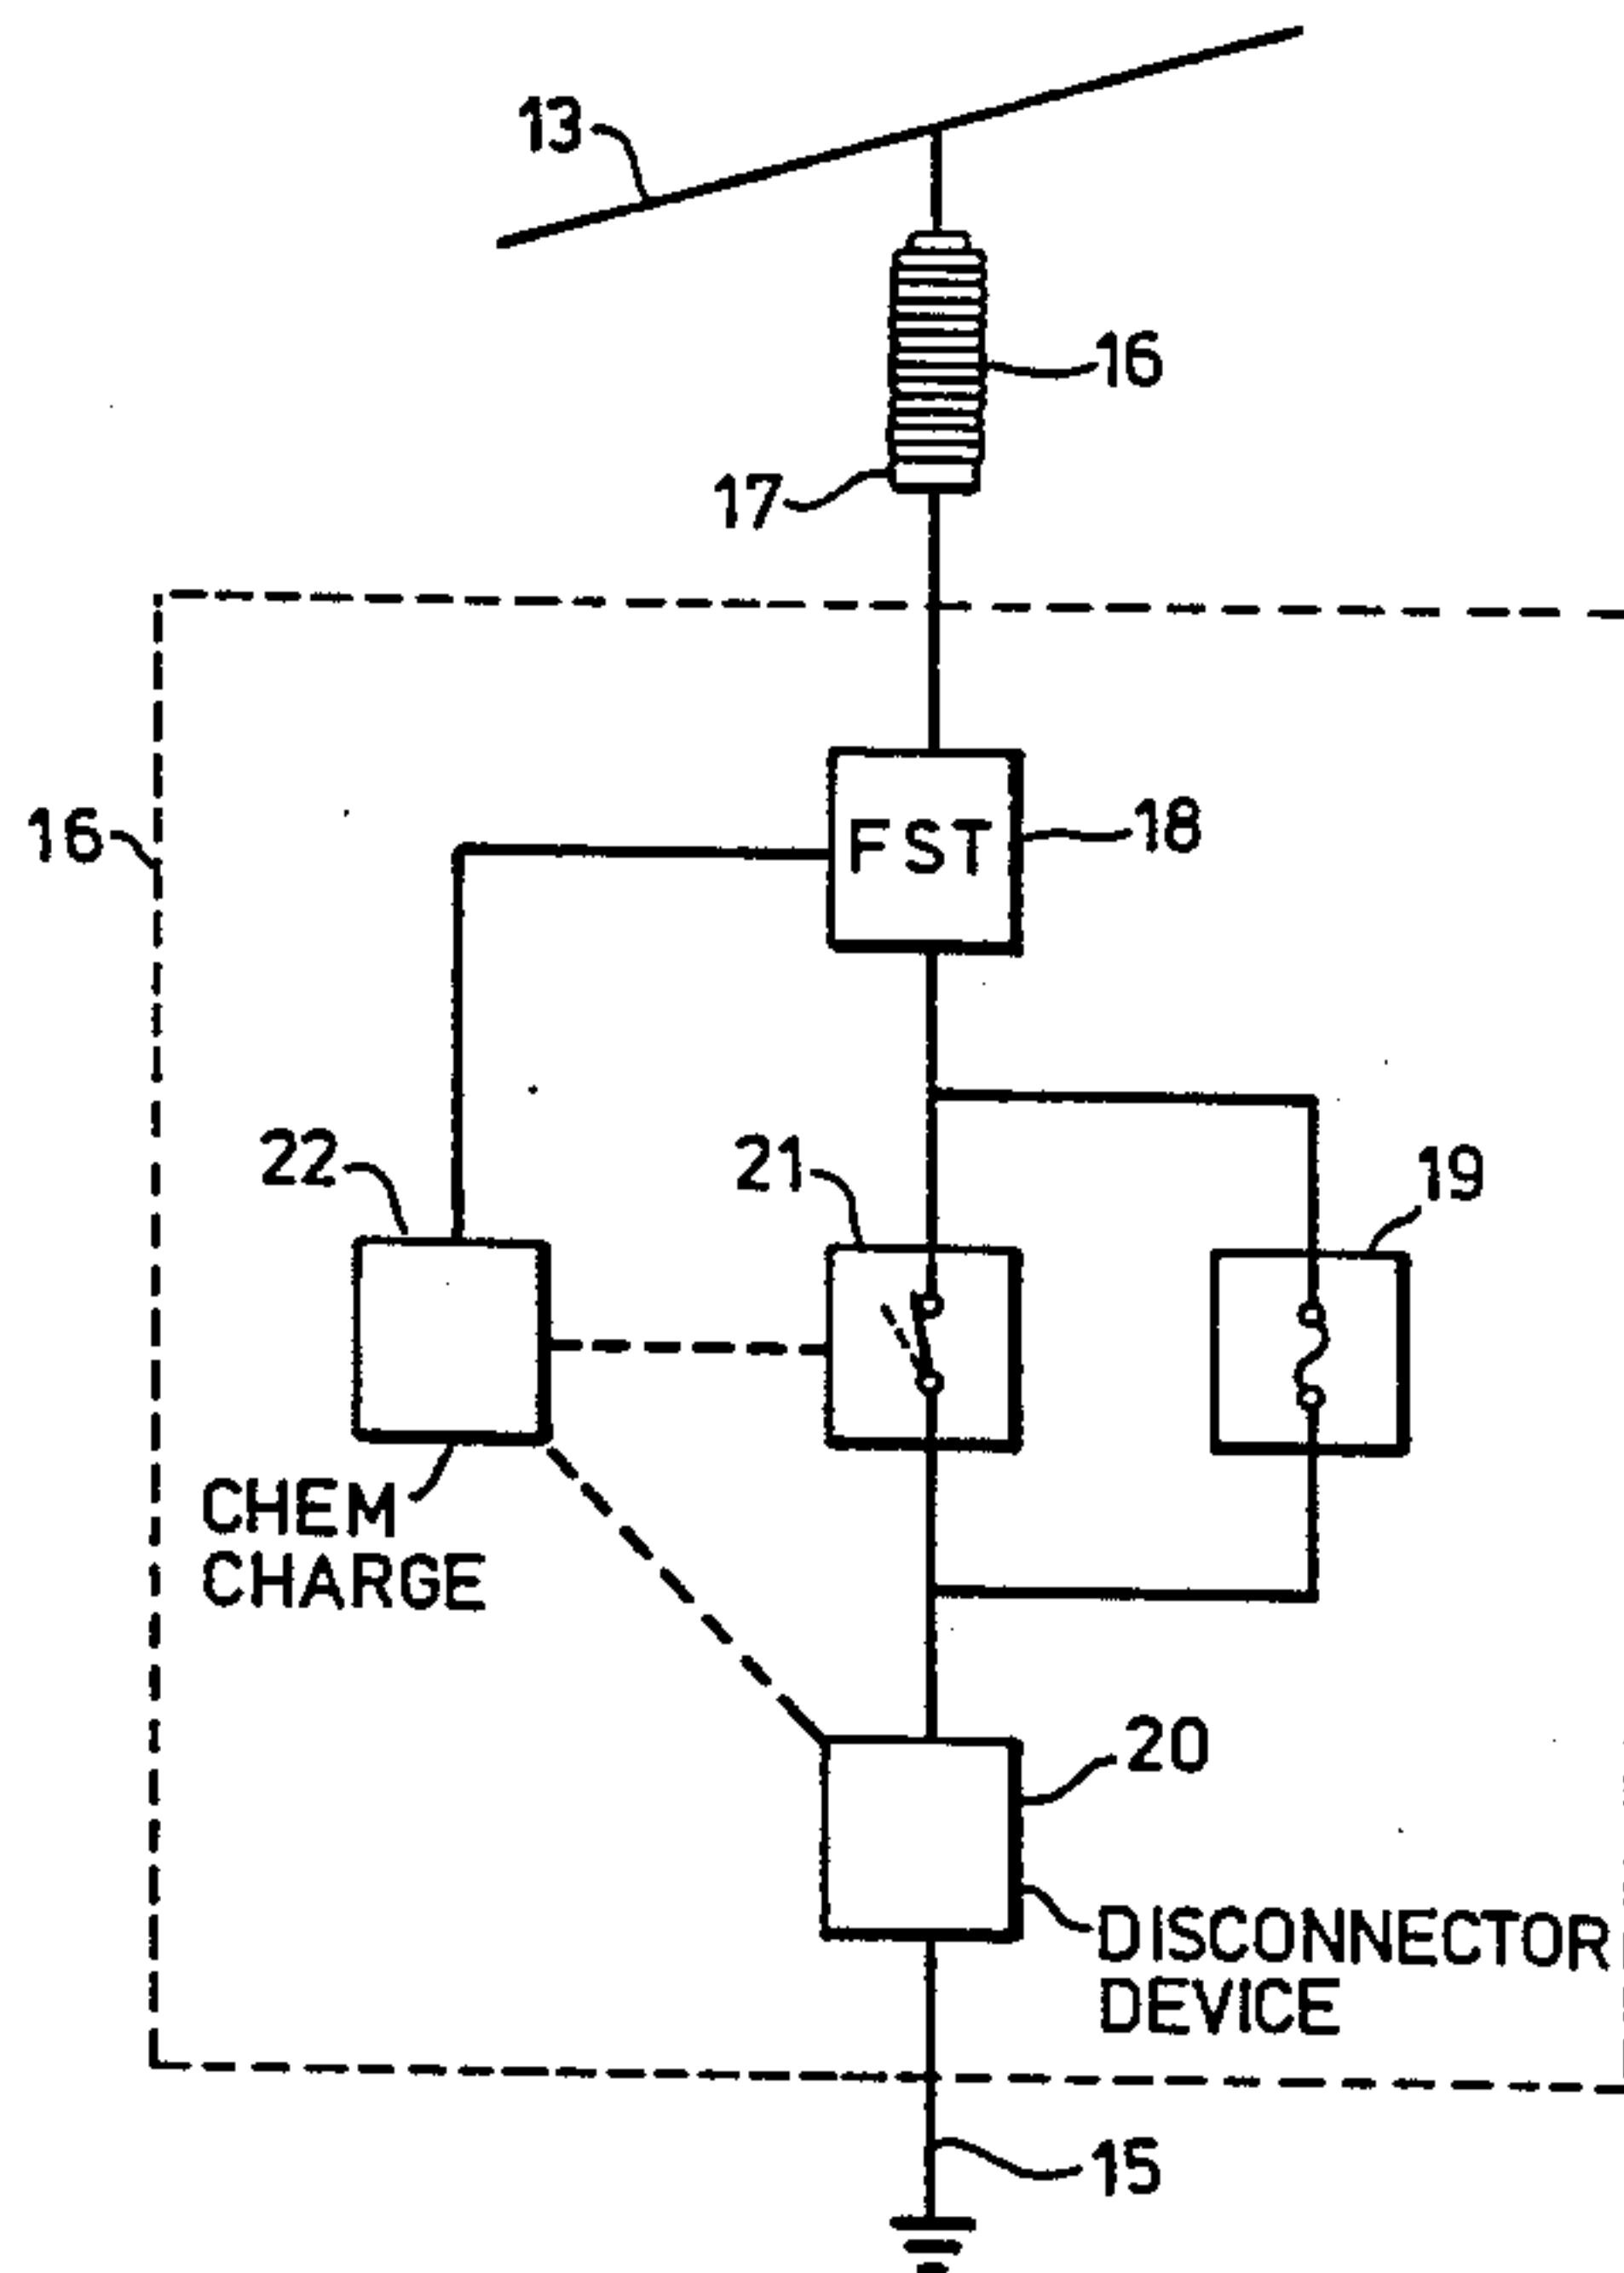 13
16
17
16
FST
18
22
21
19
CHEM
CHARGE
20
DISCONNECTOR
DEVICE
15